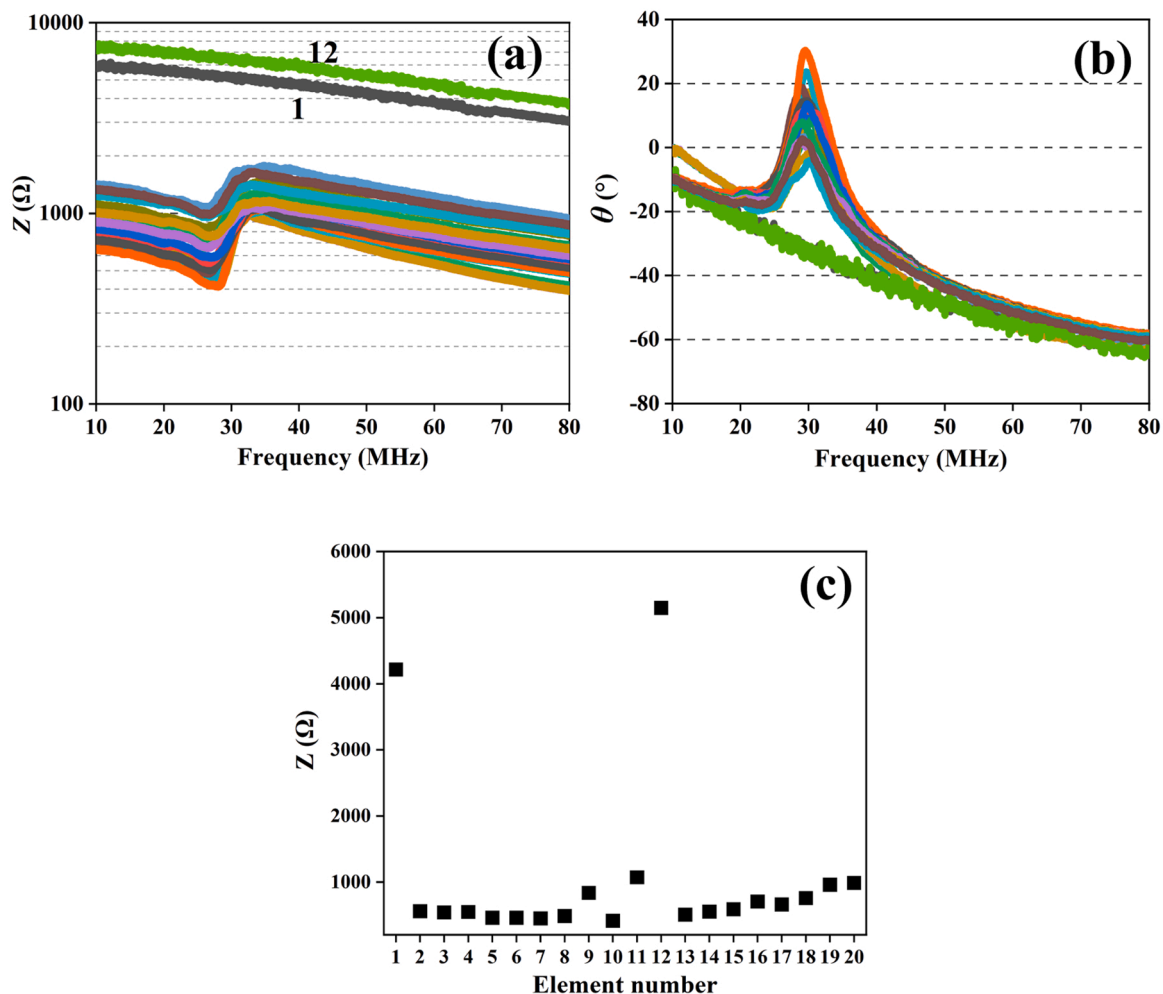 10000
1000
100
Z (Ω)
12
1
(a)
10 20 30 40 50 60 70 80
Frequency (MHz)
40
20
0
-20
-40
-60
-80
θ (°)
(b)
10 20 30 40 50 60 70 80
Frequency (MHz)
6000
5000
4000
3000
2000
1000
Z (Ω)
(c)
1 2 3 4 5 6 7 8 9 10 11 12 13 14 15 16 17 18 19 20
Element number